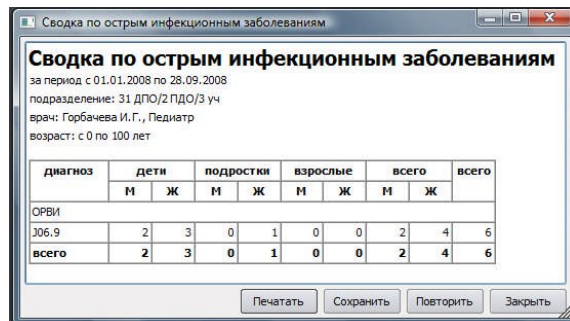 Сводка по острым инфекционным заболеваниям
Сводка по острым инфекционным заболеваниям
за период с 01.01.2008 по 28.09.2008
подразделение: 31 ДПО/2 ПДО/3 уч
врач: Горбачева И.Г., Педиатр
возраст: с 0 по 100 лет
диагноз дети подростки взрослые всего всего
М Ж М Ж М Ж М Ж
ОРВИ
J06.9 2 3 0 1 0 0 2 4 6
всего 2 3 0 1 0 0 2 4 6
Печатать Сохранить Повторить Закрыть